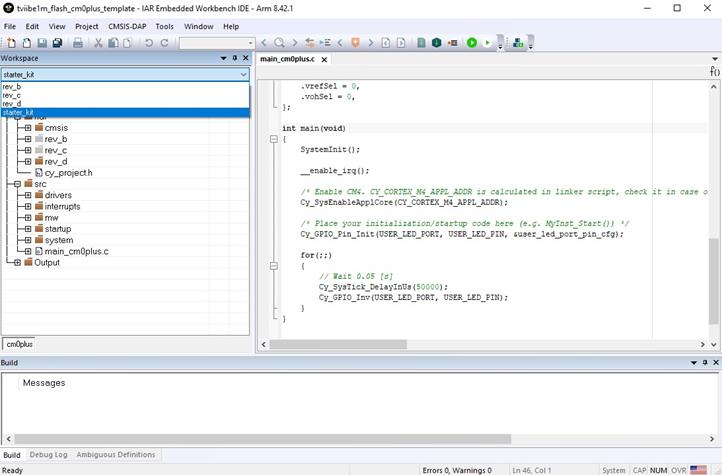 tviibe1m_flash_cm0plus_template - IAR Embedded Workbench IDE - Arm 8.42.1
File Edit View Project CMSIS-DAP Tools Window Help
Workspace
main_cm0plus.c ×
starter_kit
f()
rev_b
rev_c
rev_d
starter_kit
cmsis
rev_b
rev_c
rev_d
cy_project.h
src
drivers
interrupts
mw
startup
system
main_cm0plus.c
Output
cm0plus
.vrefSel = 0,
.vohSel = 0,
};
int main(void)
{
SystemInit();
__enable_irq();
/* Enable CM4. CY_CORTEX_M4_APPL_ADDR is calculated in linker script, check it in case o
Cy_SysEnableApplCore(CY_CORTEX_M4_APPL_ADDR);
/* Place your initialization/startup code here (e.g. MyInst_Start()) */
Cy_GPIO_Pin_Init(USER_LED_PORT, USER_LED_PIN, &user_led_port_pin_cfg);
for(;;)
{
// Wait 0.05 [s]
Cy_SysTick_DelayInUs(50000);
Cy_GPIO_Inv(USER_LED_PORT, USER_LED_PIN);
}
}
Build
Messages
Build Debug Log Ambiguous Definitions
Ready Errors 0, Warnings 0 Ln 46, Col 1 System CAP NUM OVR